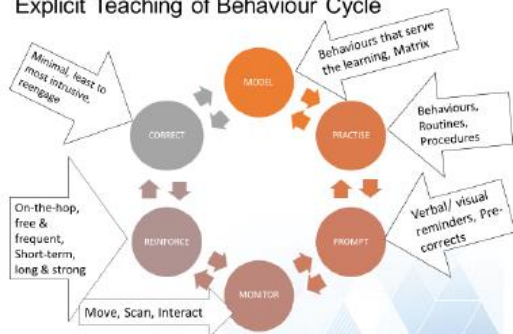 Explicit Teaching of Behaviour Cycle
Minimal, least to
most intrusive,
reengage
MODEL
Behaviours that serve
the learning, Matrix
CORRECT
PRACTISE
Behaviours,
Routines,
Procedures
On-the-hop,
free &
frequent,
Short-term,
long & strong
REINFORCE
PROMPT
Verbal/ visual
reminders, Pre-
corrects
MONITOR
Move, Scan, Interact